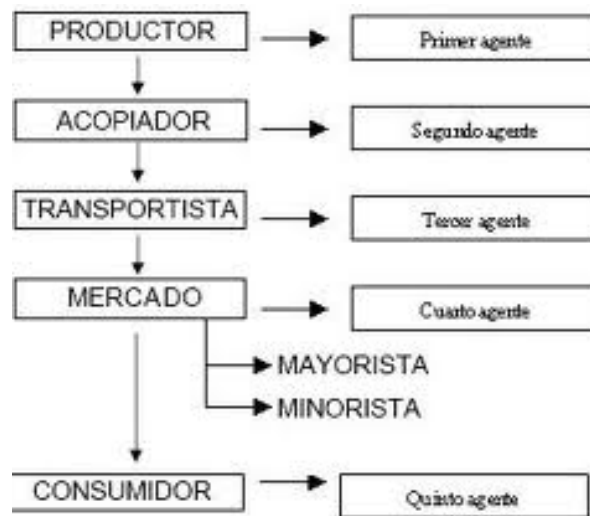 PRODUCTOR
Primer agente
ACOPIADOR
Segundo agente
TRANSPORTISTA
Tercer agente
MERCADO
Cuarto agente
MAYORISTA
MINORISTA
CONSUMIDOR
Quinto agente